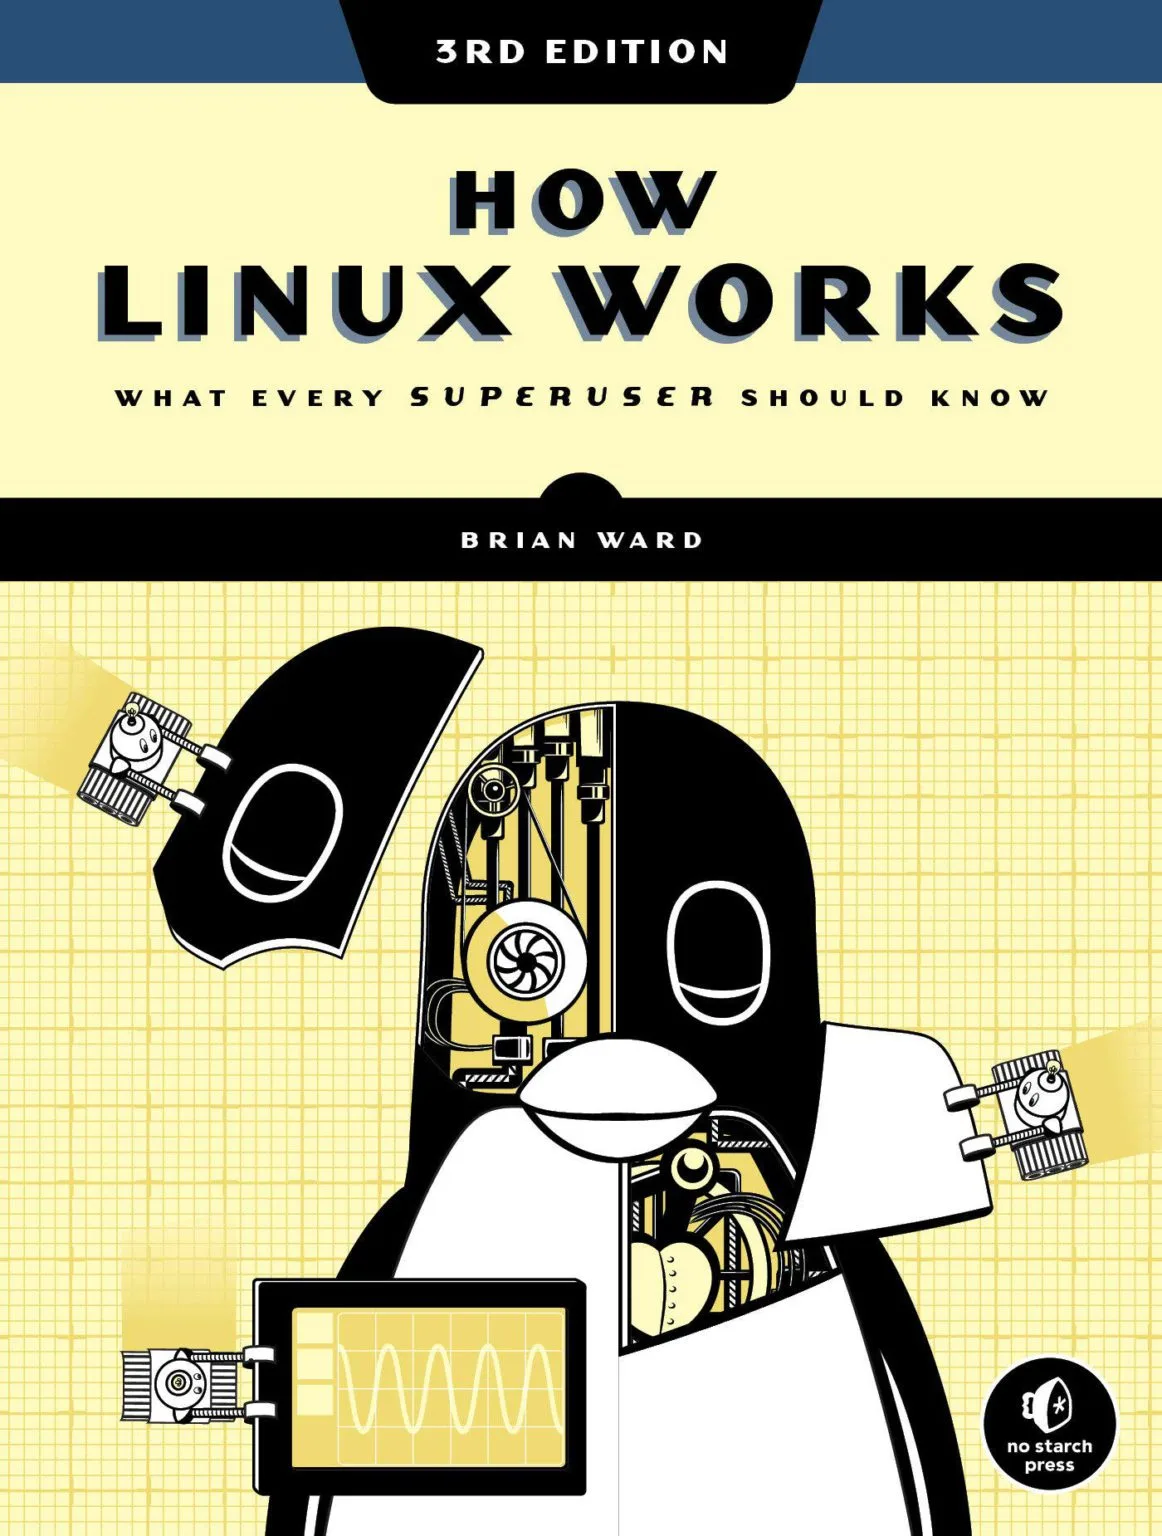 3RD EDITION
HOW
LINUX WORKS
WHAT EVERY SUPERUSER SHOULD KNOW
BRIAN WARD
no starch
press